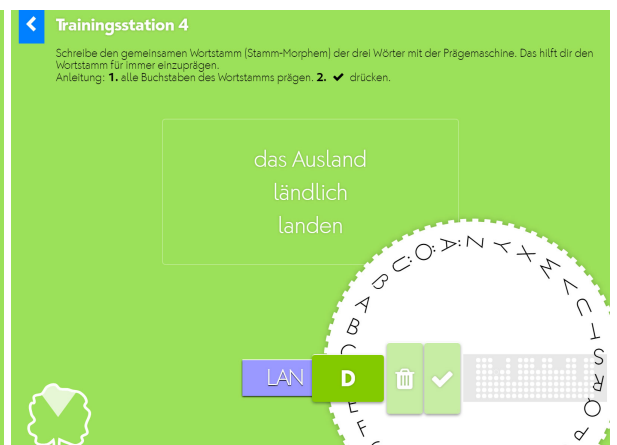 Trainingsstation 4
Schreibe den gemeinsamen Wortstamm (Stamm-Morphem) der drei Wörter mit der Prägemaschine. Das hilft dir den
Wortstamm für immer einzuprägen.
Anleitung: 1. alle Buchstaben des Wortstamms prägen. 2. ✔ drücken.
das Ausland
ländlich
landen
A B C
E F
ß Ü Ö Ä Z Y X W V U T S R Q P
LAN D